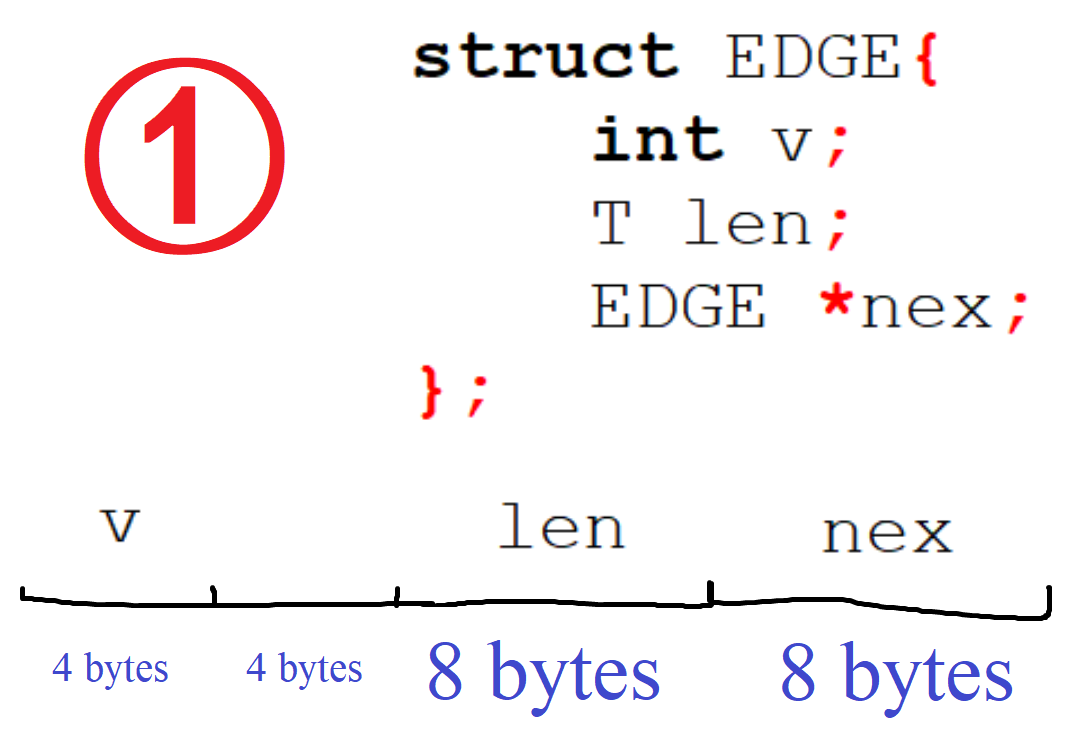 ①
struct EDGE{
int v;
T len;
EDGE *nex;
};
v len nex
4 bytes 4 bytes 8 bytes 8 bytes